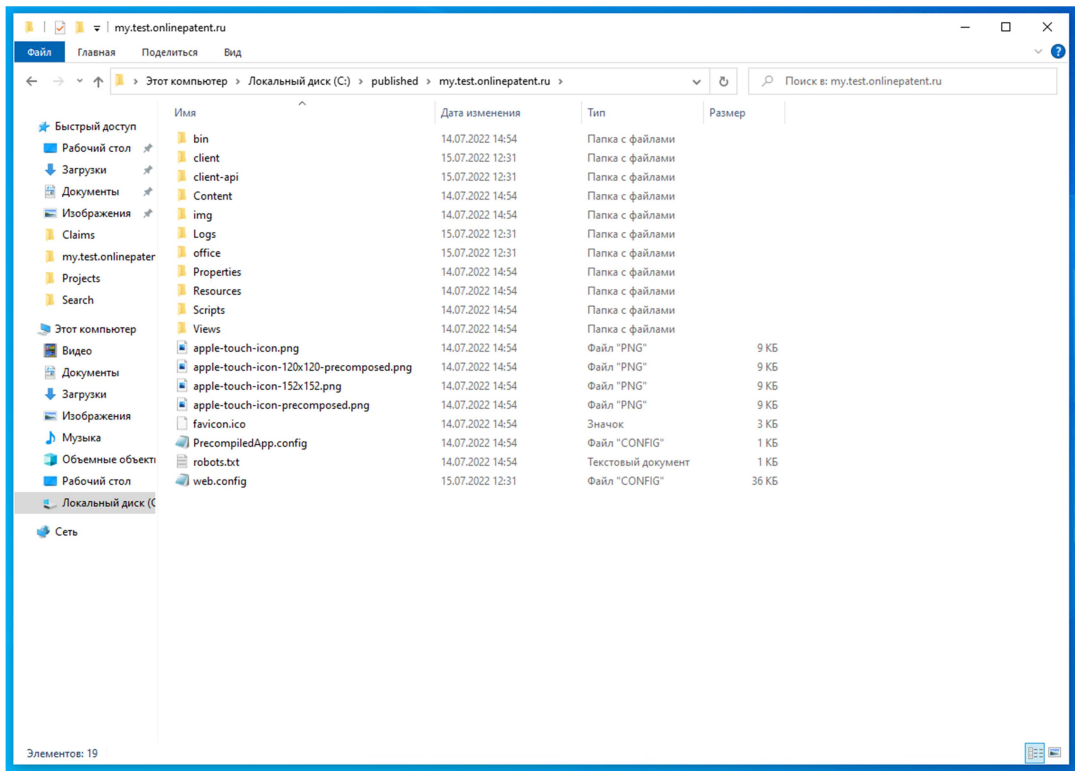 my.test.onlinepatent.ru
Файл Главная Поделиться Вид
Этот компьютер > Локальный диск (C:) > published > my.test.onlinepatent.ru >
Поиск в: my.test.onlinepatent.ru
Имя Дата изменения Тип Размер
Быстрый доступ
Рабочий стол
Загрузки
Документы
Изображения
Claims
my.test.onlinepater
Projects
Search
Этот компьютер
Видео
Документы
Загрузки
Изображения
Музыка
Объемные объекти
Рабочий стол
Локальный диск (C
Сеть
bin 14.07.2022 14:54 Папка с файлами
client 15.07.2022 12:31 Папка с файлами
client-api 15.07.2022 12:31 Папка с файлами
Content 14.07.2022 14:54 Папка с файлами
img 14.07.2022 14:54 Папка с файлами
Logs 15.07.2022 12:31 Папка с файлами
office 15.07.2022 12:31 Папка с файлами
Properties 14.07.2022 14:54 Папка с файлами
Resources 14.07.2022 14:54 Папка с файлами
Scripts 14.07.2022 14:54 Папка с файлами
Views 14.07.2022 14:54 Папка с файлами
apple-touch-icon.png 14.07.2022 14:54 Файл "PNG" 9 КБ
apple-touch-icon-120x120-precomposed.png 14.07.2022 14:54 Файл "PNG" 9 КБ
apple-touch-icon-152x152.png 14.07.2022 14:54 Файл "PNG" 9 КБ
apple-touch-icon-precomposed.png 14.07.2022 14:54 Файл "PNG" 9 КБ
favicon.ico 14.07.2022 14:54 Значок 3 КБ
PrecompiledApp.config 14.07.2022 14:54 Файл "CONFIG" 1 КБ
robots.txt 14.07.2022 14:54 Текстовый документ 1 КБ
web.config 15.07.2022 12:31 Файл "CONFIG" 36 КБ
Элементов: 19